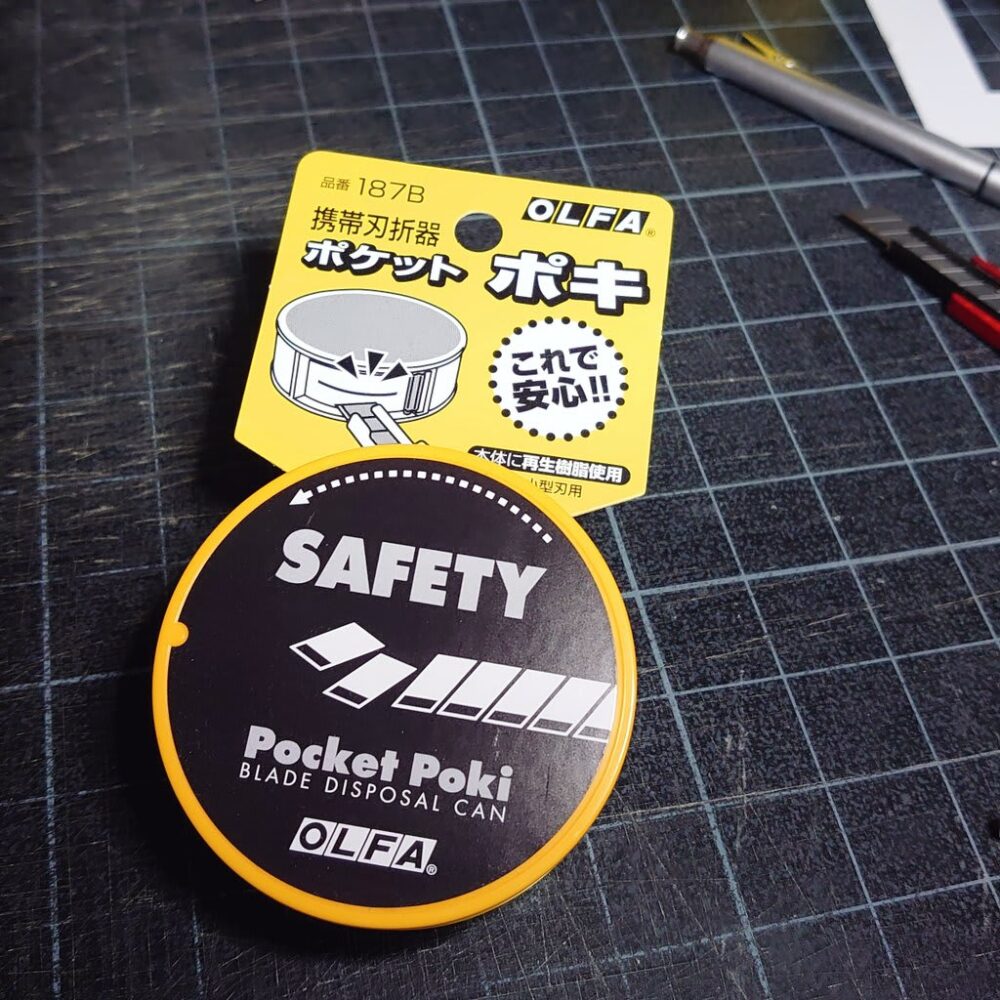 品番 187B
OLFA®
携帯刃折器
ポケット ポキ
これで
安心!!
本体に再生樹脂使用
小型刃用
SAFETY
Pocket Poki
BLADE DISPOSAL CAN
OLFA®